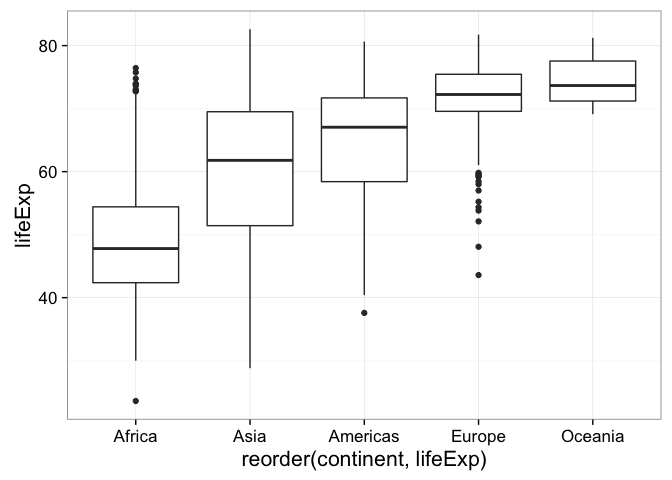 lifeExp
80
60
40
Africa Asia Americas Europe Oceania
reorder(continent, lifeExp)